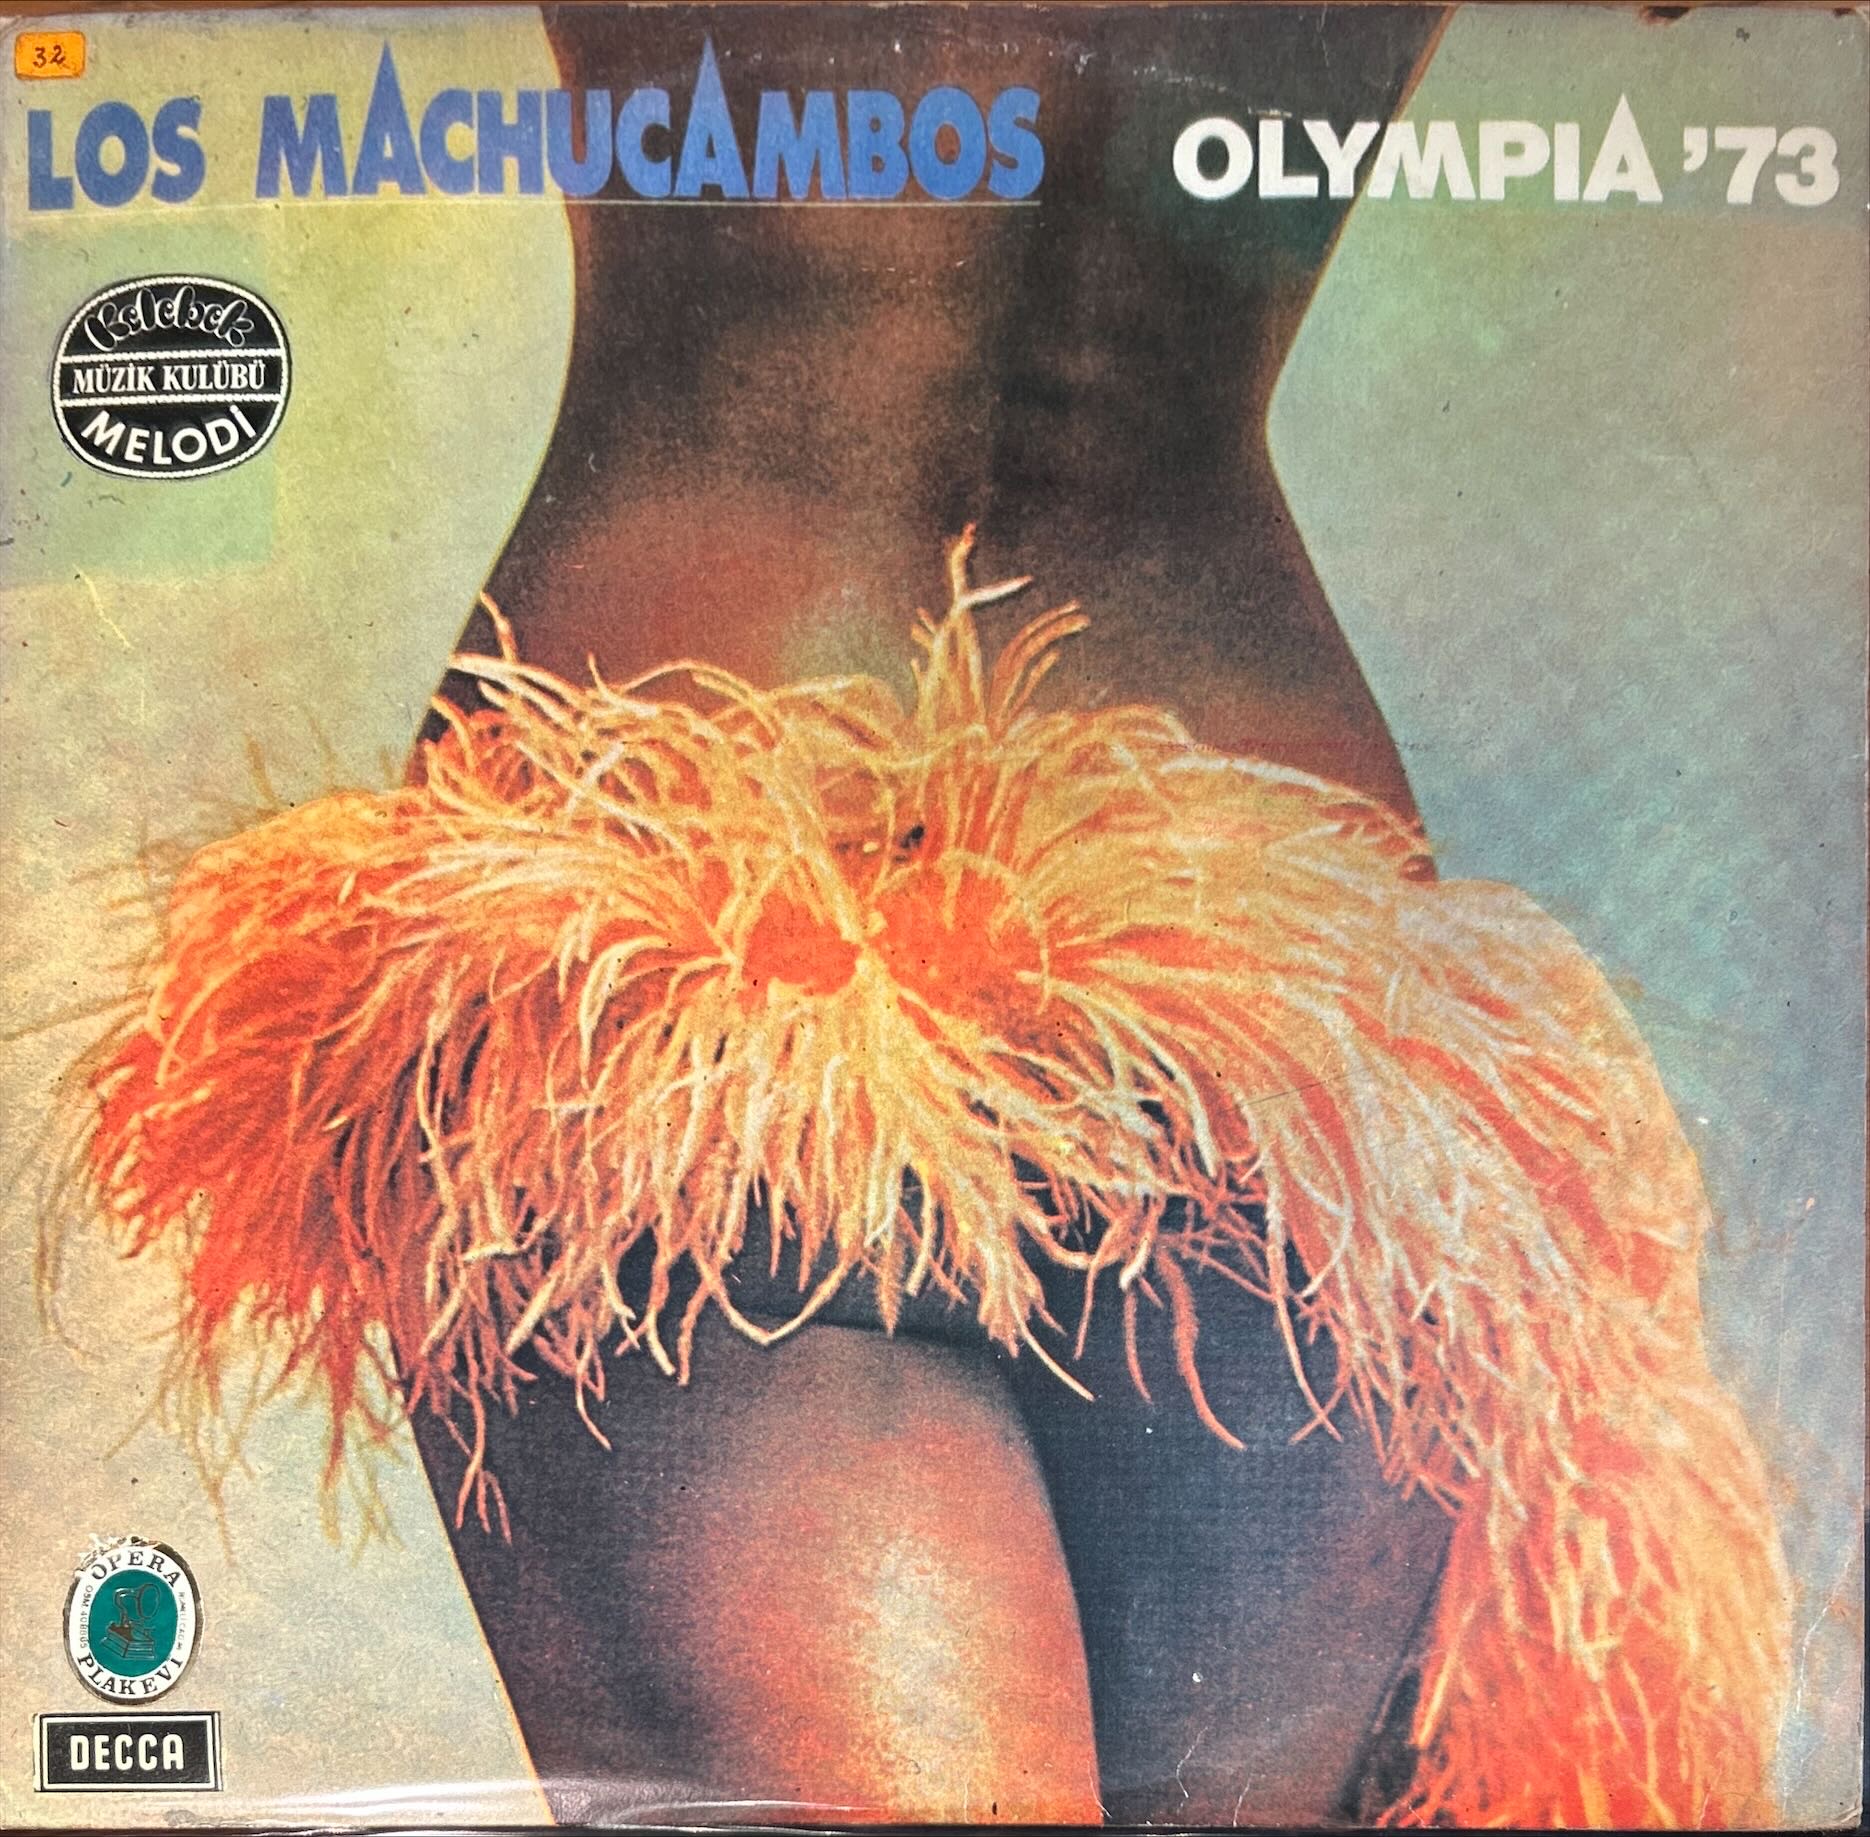 32
LOS MACHUCAMBOS
OLYMPIA '73
Kelebek
MÜZİK KULÜBÜ
MELODİ
OPERA
PLAKEVİ
DECCA